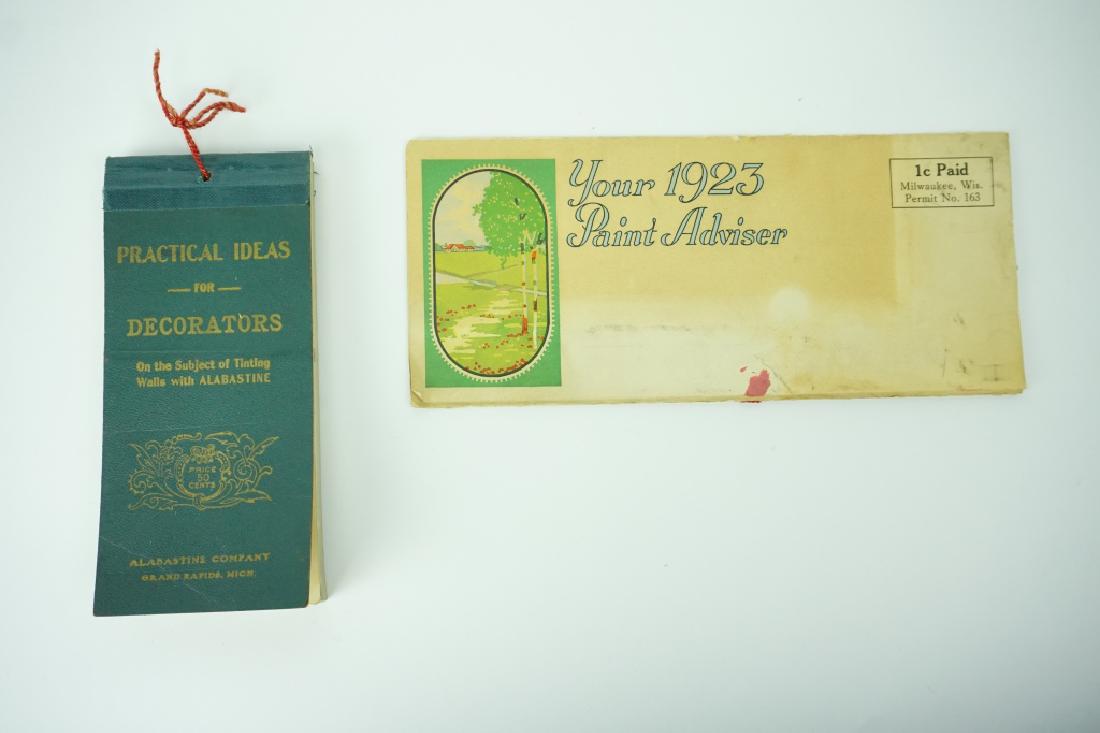 PRACTICAL IDEAS
FOR
DECORATORS
On the Subject of Tinting
Walls with ALABASTINE
PRICE
50
CENTS
ALABASTINE COMPANY
GRAND RAPIDS, MICH.
Your 1923
Paint Adviser
1c Paid
Milwaukee, Wis.
Permit No. 163